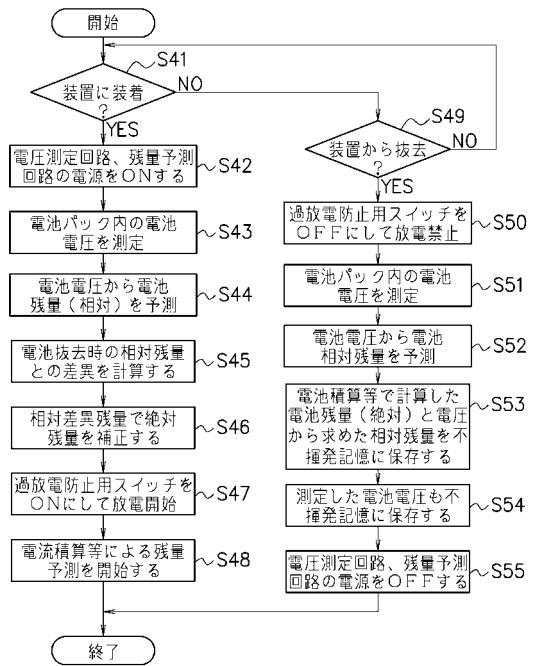 開始
S41
装置に装着
?
NO
YES
電圧測定回路、残量予測
回路の電源をONする
S42
電池パック内の電池
電圧を測定
S43
電池電圧から電池
残量(相対)を予測
S44
電池抜去時の相対残量
との差異を計算する
S45
相対差異残量で絶対
残量を補正する
S46
過放電防止用スイッチを
ONにして放電開始
S47
電流積算等による残量
予測を開始する
S48
終了
S49
装置から抜去
?
NO
YES
過放電防止用スイッチを
OFFにして放電禁止
S50
電池パック内の電池
電圧を測定
S51
電池電圧から電池
相対残量を予測
S52
電池積算等で計算した
電池残量(絶対)と電圧
から求めた相対残量を不
揮発記憶に保存する
S53
測定した電池電圧も不
揮発記憶に保存する
S54
電圧測定回路、残量予測
回路の電源をOFFする
S55